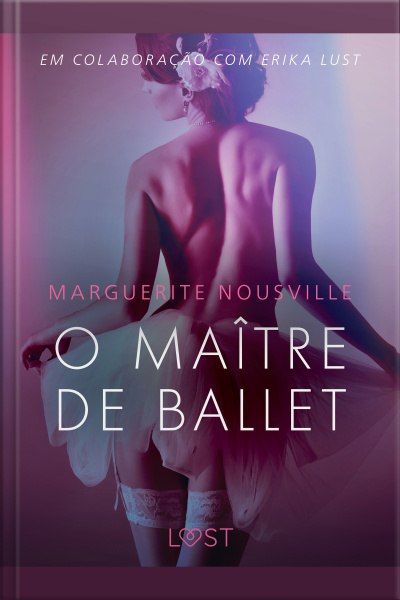 EM COLABORAÇÃO COM ERIKA LUST
MARGUERITE NOUSVILLE
O MAÎTRE
DE BALLET
LUST